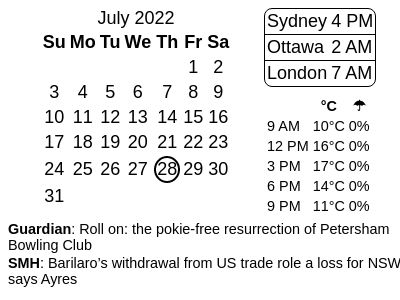 July 2022
Su Mo Tu We Th Fr Sa
1 2
3 4 5 6 7 8 9
10 11 12 13 14 15 16
17 18 19 20 21 22 23
24 25 26 27 28 29 30
31
Sydney 4 PM
Ottawa 2 AM
London 7 AM
°C ☂
9 AM 10°C 0%
12 PM 16°C 0%
3 PM 17°C 0%
6 PM 14°C 0%
9 PM 11°C 0%
Guardian: Roll on: the pokie-free resurrection of Petersham
Bowling Club
SMH: Barilaro’s withdrawal from US trade role a loss for NSW
says Ayres